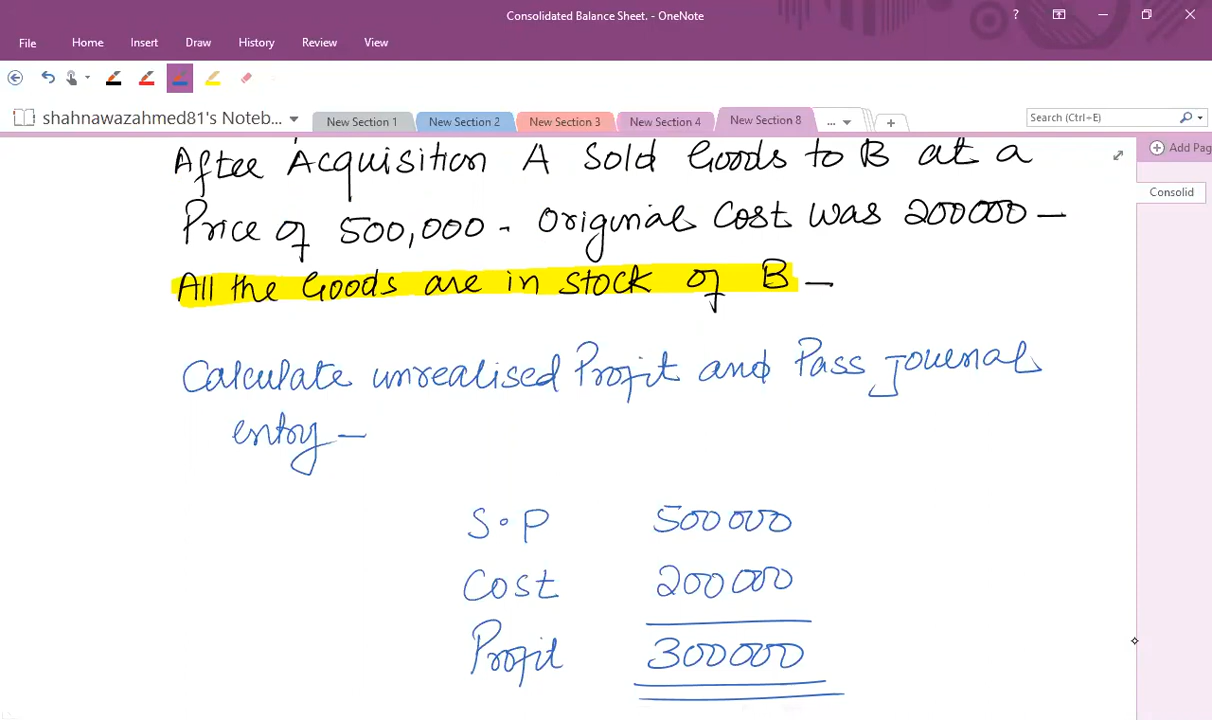 Consolidated Balance Sheet. - OneNote
?
File Home Insert Draw History Review View
shahnawazahmed81's Noteb... New Section 1 New Section 2 New Section 3 New Section 4 New Section 8 ... + Search (Ctrl+E)
Add Pag
Consolid
After Acquisition A Sold Goods to B at a
Price of 500,000. Original Cost was 200000 —
All the Goods are in stock of B —
Calculate unrealised Profit and Pass Journal
entry —
S.P 500000
Cost 200000
Profit 300000